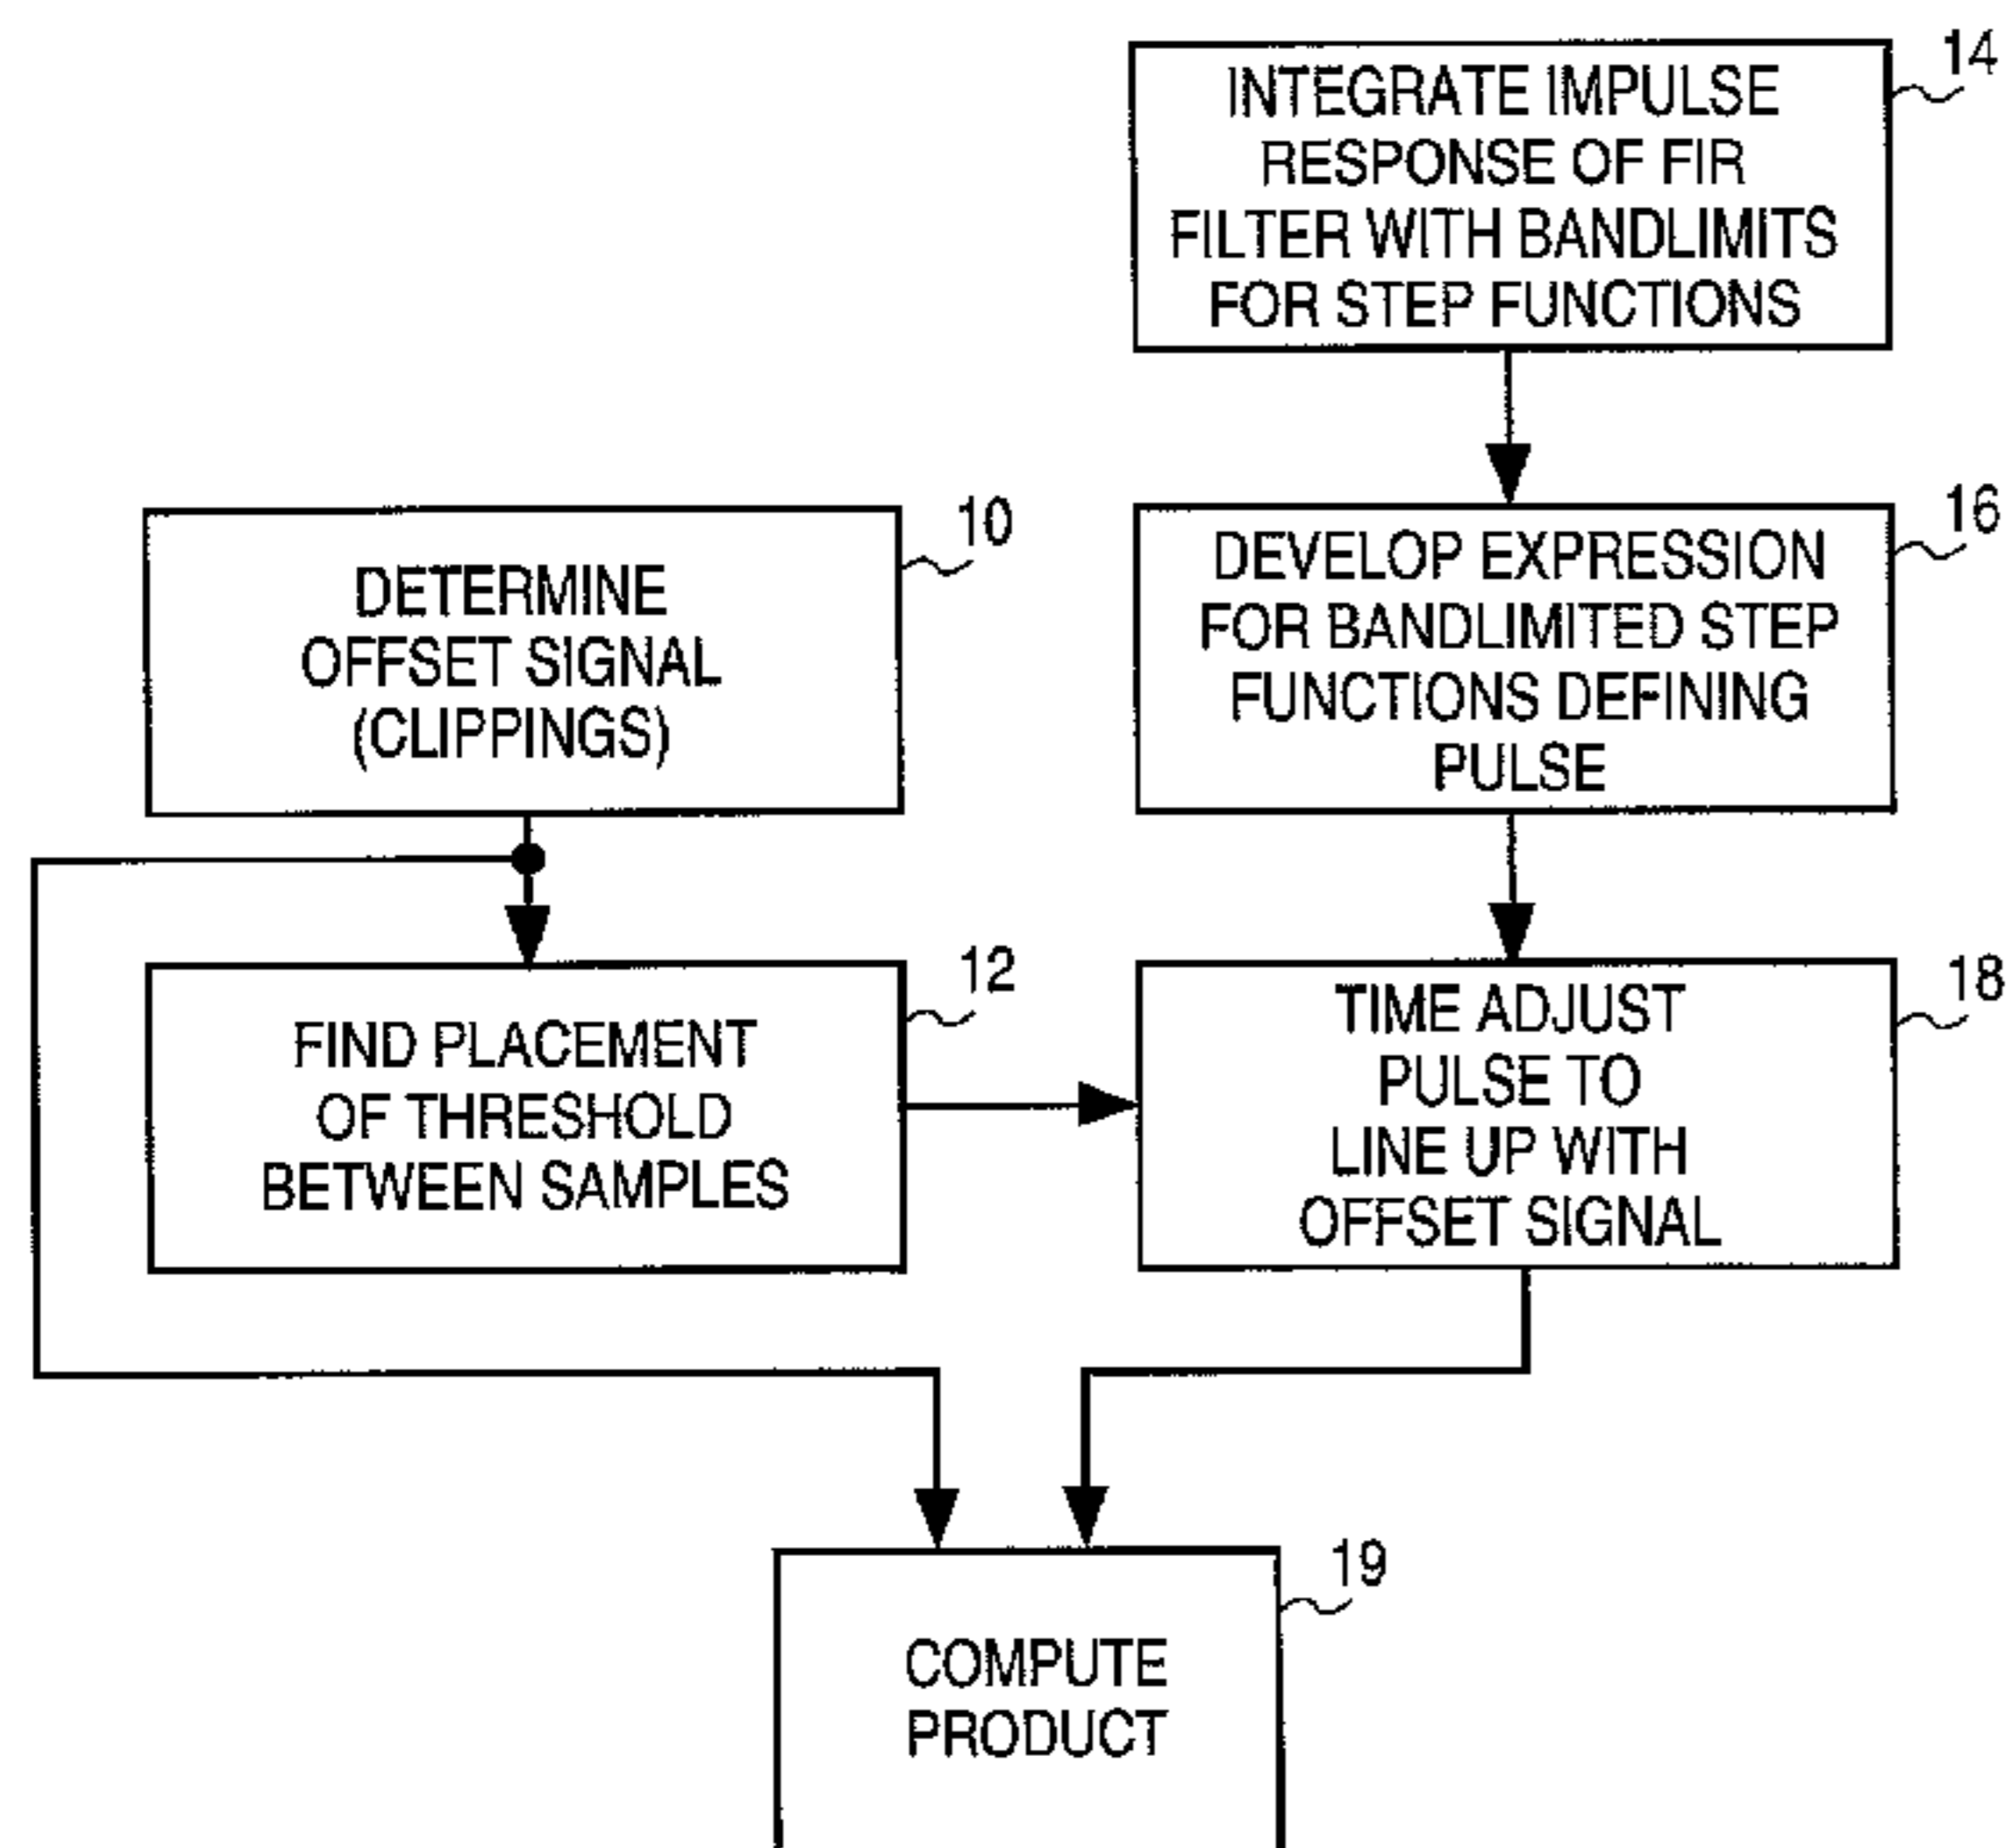 14
INTEGRATE IMPULSE
RESPONSE OF FIR
FILTER WITH BANDLIMITS
FOR STEP FUNCTIONS
10
DETERMINE
OFFSET SIGNAL
(CLIPPINGS)
16
DEVELOP EXPRESSION
FOR BANDLIMITED STEP
FUNCTIONS DEFINING
PULSE
12
FIND PLACEMENT
OF THRESHOLD
BETWEEN SAMPLES
18
TIME ADJUST
PULSE TO
LINE UP WITH
OFFSET SIGNAL
19
COMPUTE
PRODUCT